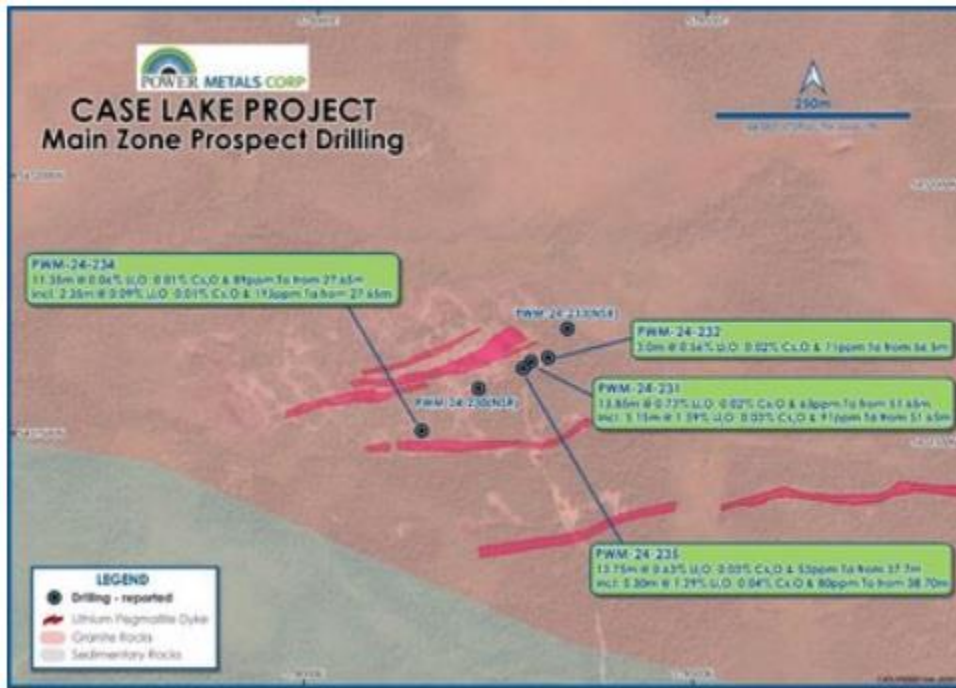 POWER METALS CORP
CASE LAKE PROJECT
Main Zone Prospect Drilling
250m
PWM-24-234
11.35m @ 0.06% Li₂O, 0.01% Cs₂O & 89ppm Ta from 27.65m
incl. 2.35m @ 0.09% Li₂O, 0.01% Cs₂O & 193ppm Ta from 27.65m
PWM-24-233(NSR)
PWM-24-232
3.0m @ 0.56% Li₂O, 0.02% Cs₂O & 71ppm Ta from
PWM-24-231
13.85m @ 0.73% Li₂O, 0.02% Cs₂O & 65ppm Ta from 51.65m
incl. 5.15m @ 1.59% Li₂O, 0.03% Cs₂O & 91ppm Ta from 51.65m
PWM-24-230(NSR)
PWM-24-235
13.75m @ 0.63% Li₂O, 0.03% Cs₂O & 53ppm Ta from 37.7m
incl. 5.30m @ 1.29% Li₂O, 0.04% Cs₂O & 80ppm Ta from 38.70m
LEGEND
Drilling - reported
Lithium Pegmatite Dyke
Granite Rocks
Sedimentary Rocks